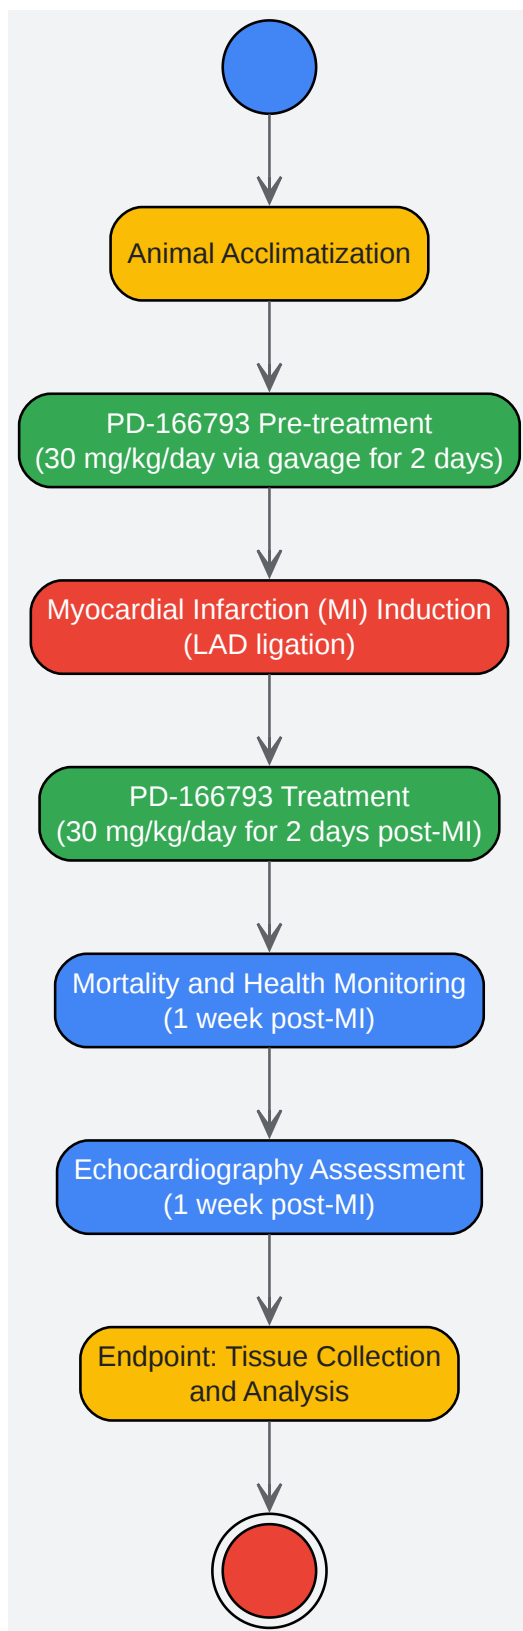 Animal Acclimatization
PD-166793 Pre-treatment
(30 mg/kg/day via gavage for 2 days)
Myocardial Infarction (MI) Induction
(LAD ligation)
PD-166793 Treatment
(30 mg/kg/day for 2 days post-MI)
Mortality and Health Monitoring
(1 week post-MI)
Echocardiography Assessment
(1 week post-MI)
Endpoint: Tissue Collection
and Analysis